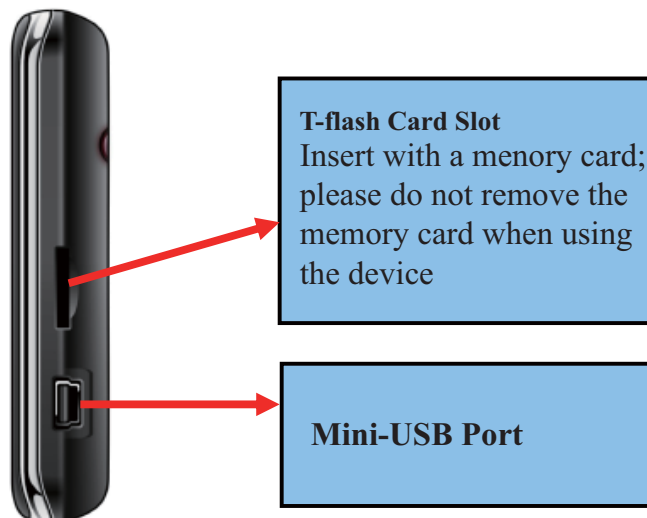 T-flash Card Slot
Insert with a menory card;
please do not remove the
memory card when using
the device
Mini-USB Port